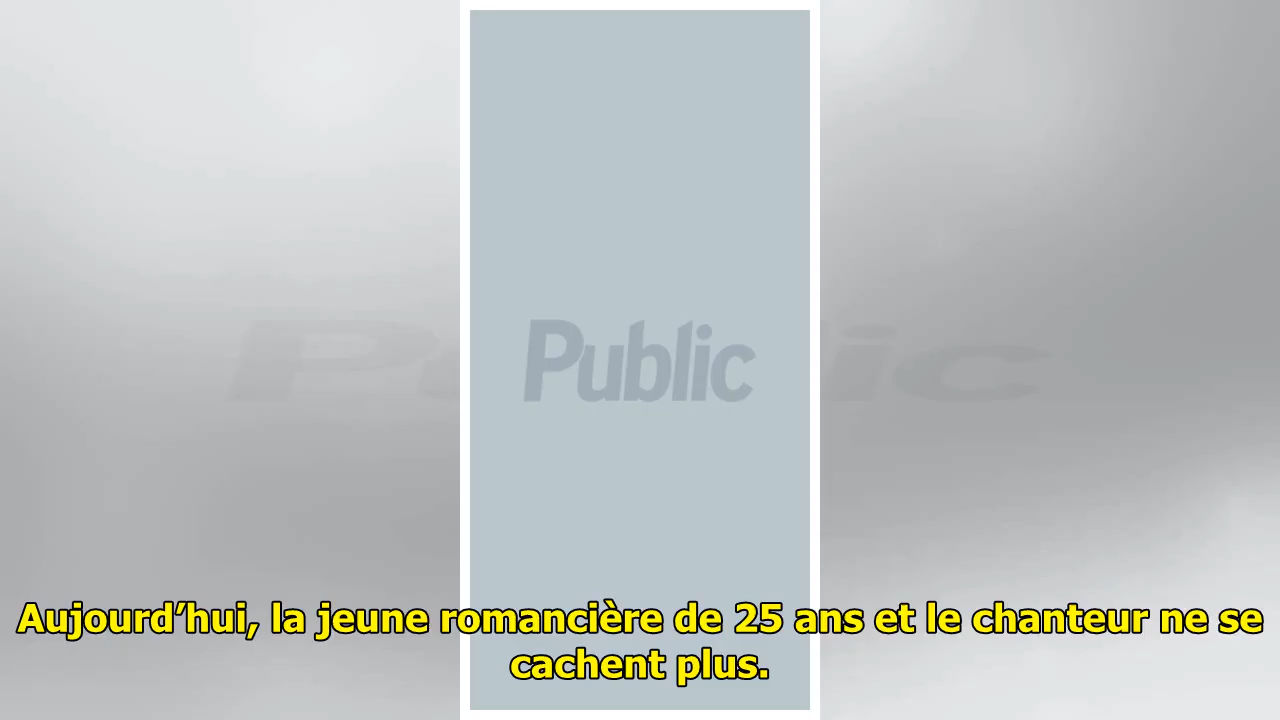 Public
Aujourd’hui, la jeune romancière de 25 ans et le chanteur ne se
cachent plus.